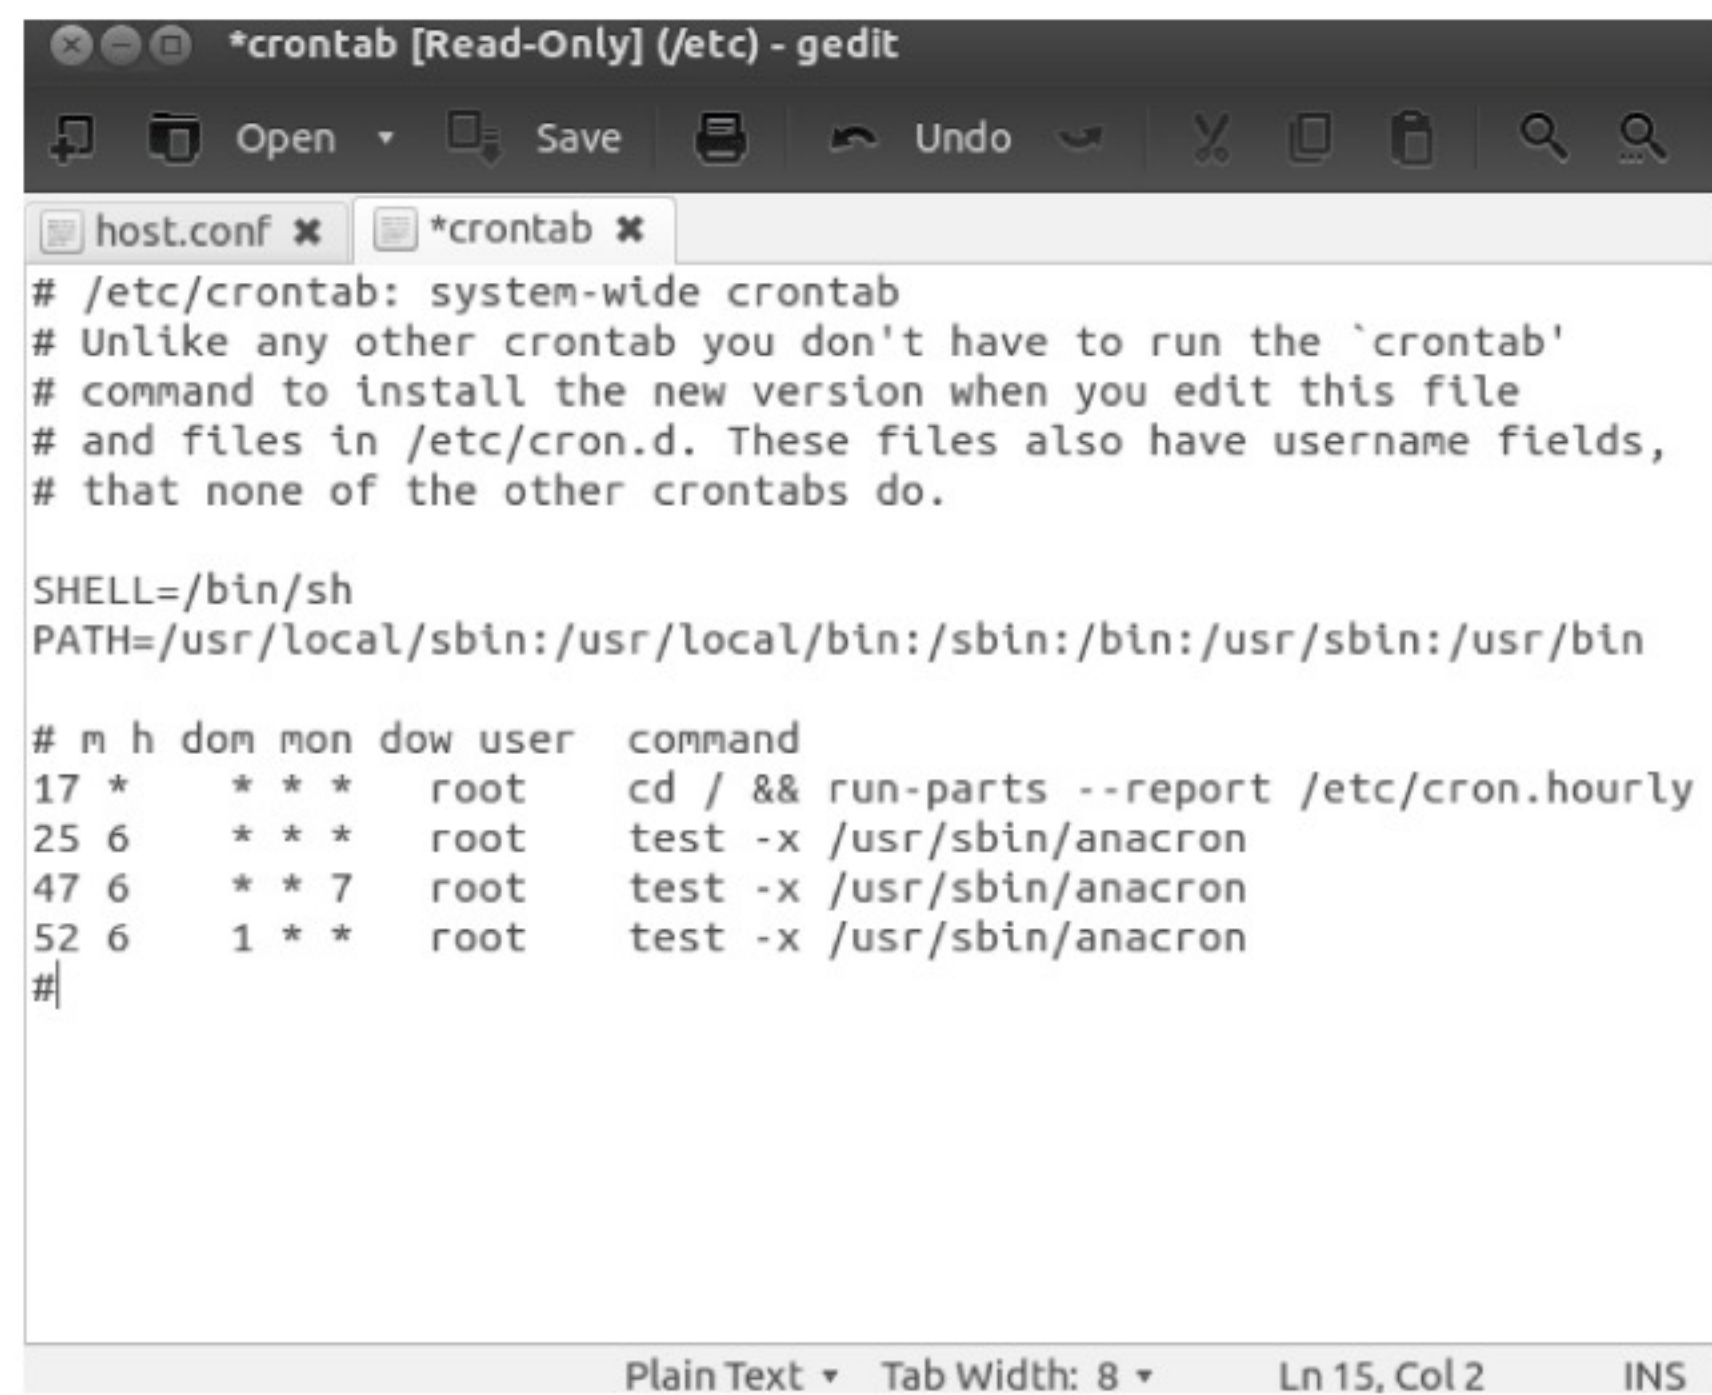 *crontab [Read-Only] (/etc) - gedit
Open Save Undo
host.conf *crontab
# /etc/crontab: system-wide crontab
# Unlike any other crontab you don't have to run the `crontab'
# command to install the new version when you edit this file
# and files in /etc/cron.d. These files also have username fields,
# that none of the other crontabs do.
SHELL=/bin/sh
PATH=/usr/local/sbin:/usr/local/bin:/sbin:/bin:/usr/sbin:/usr/bin
# m h dom mon dow user  command
17 *    * * *   root    cd / && run-parts --report /etc/cron.hourly
25 6    * * *   root    test -x /usr/sbin/anacron
47 6    * * 7   root    test -x /usr/sbin/anacron
52 6    1 * *   root    test -x /usr/sbin/anacron
#
Plain Text Tab Width: 8 Ln 15, Col 2 INS